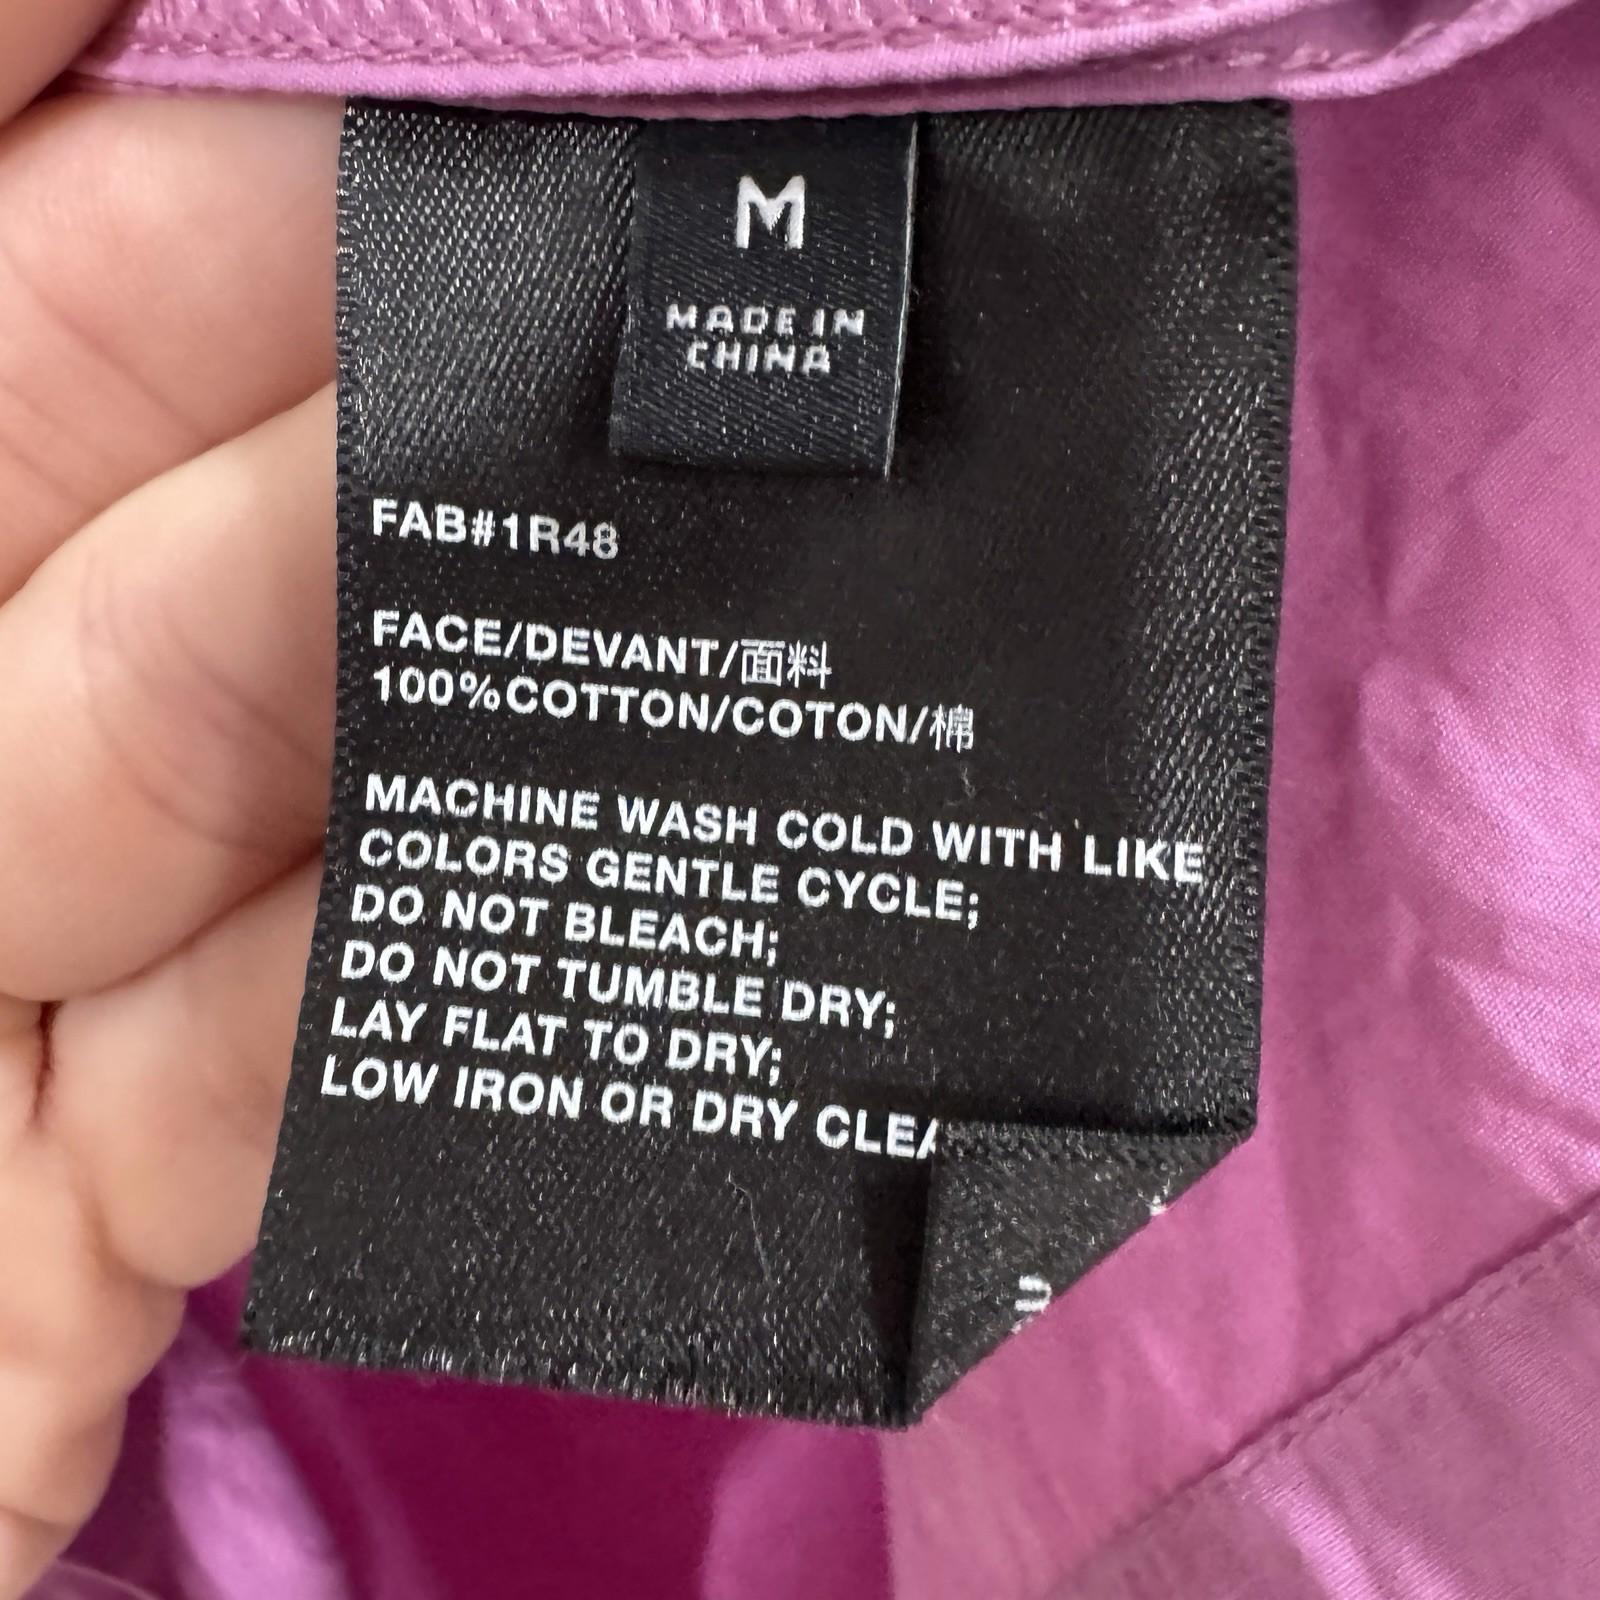 M
MADE IN
CHINA
FAB#1R48
FACE/DEVANT/面料
100%COTTON/COTON/棉
MACHINE WASH COLD WITH LIKE
COLORS GENTLE CYCLE;
DO NOT BLEACH;
DO NOT TUMBLE DRY;
LAY FLAT TO DRY;
LOW IRON OR DRY